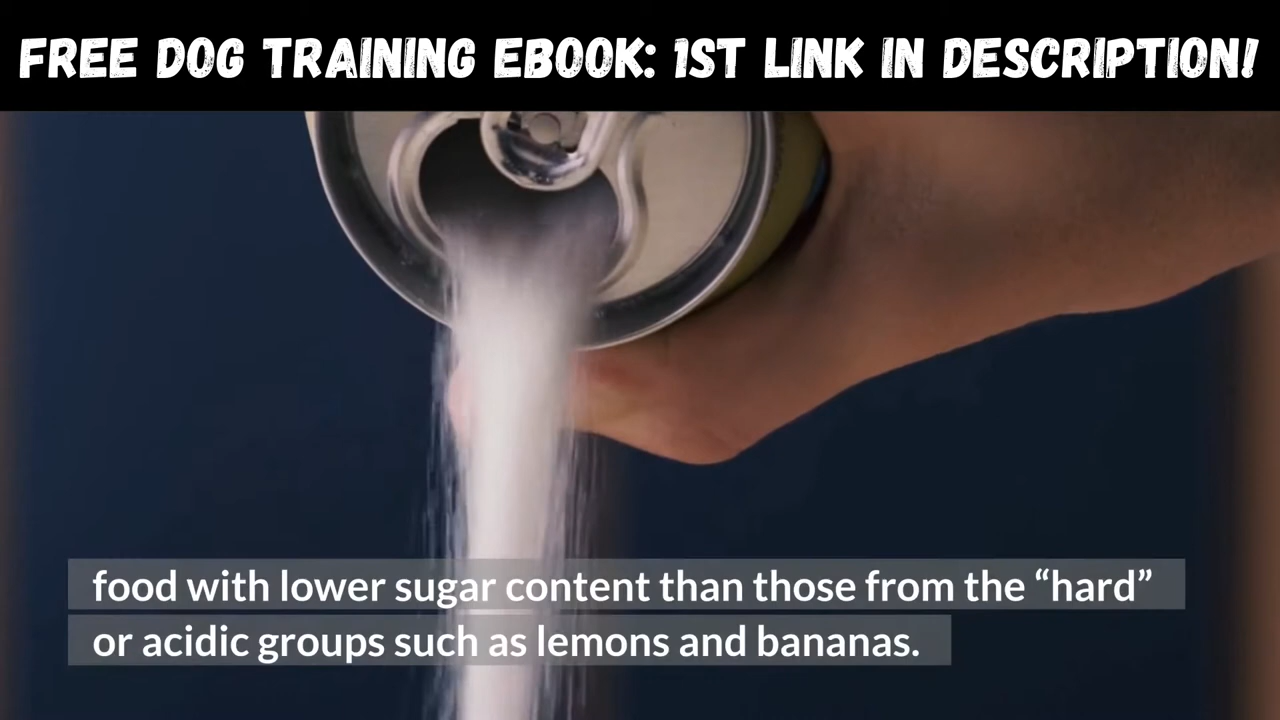 FREE DOG TRAINING EBOOK: 1ST LINK IN DESCRIPTION!
food with lower sugar content than those from the “hard”
or acidic groups such as lemons and bananas.